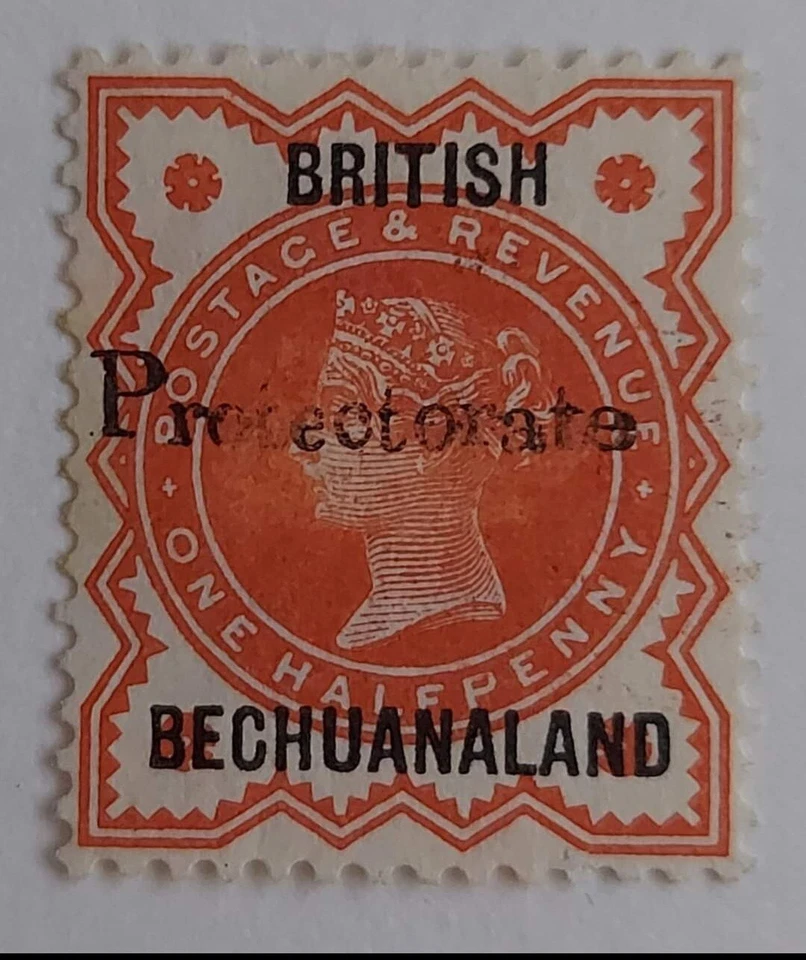 BRITISH
POSTAGE & REVENUE
Protectorate
ONE HALFPENNY
BECHUANALAND